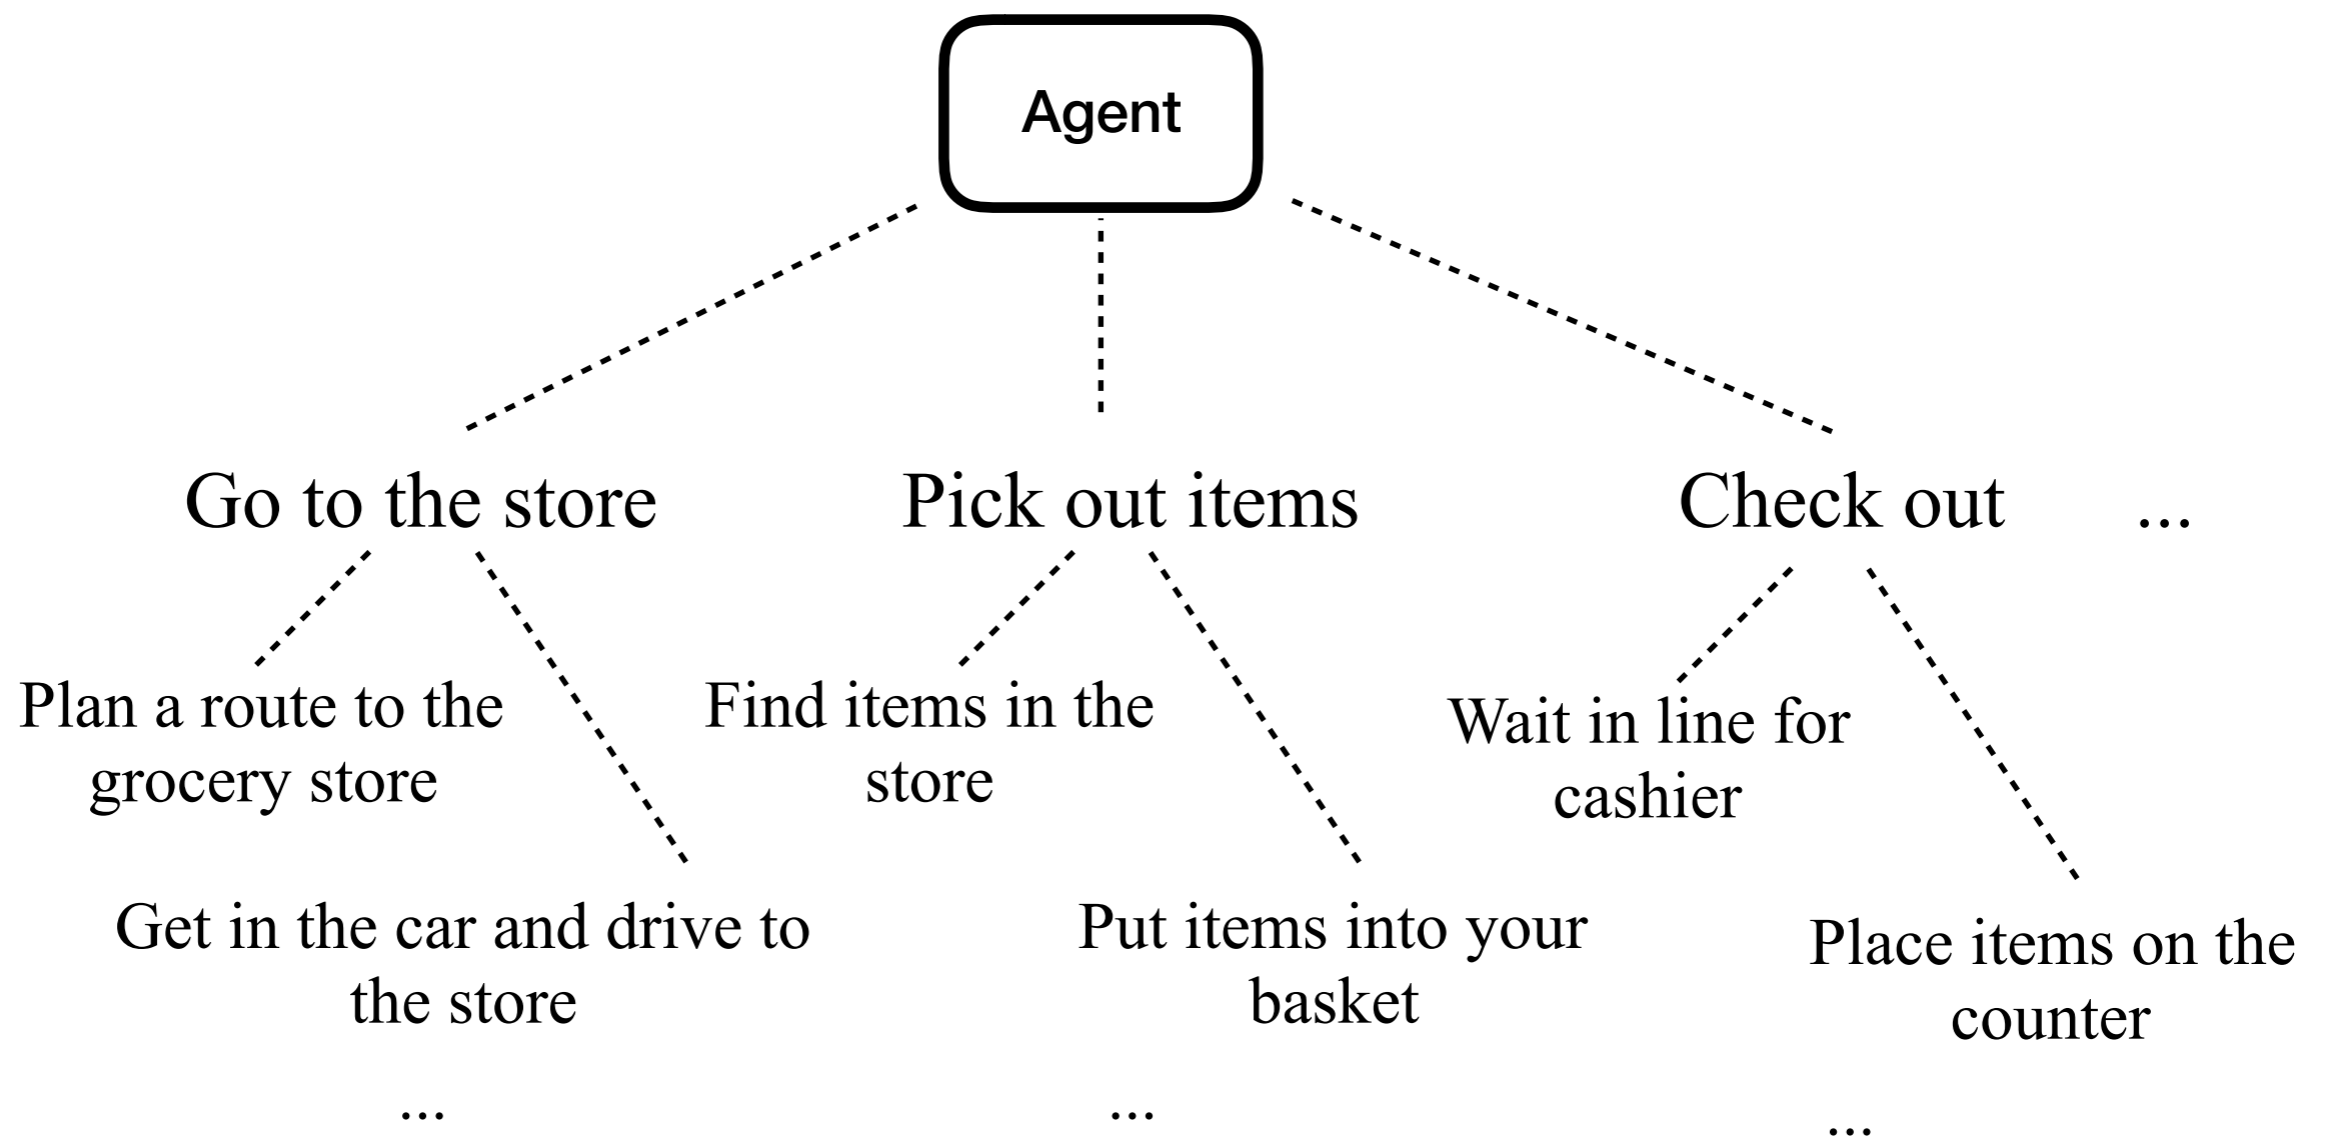 Agent
Go to the store
Pick out items
Check out
...
Plan a route to the
grocery store
Find items in the
store
Wait in line for
cashier
Get in the car and drive to
the store
Put items into your
basket
Place items on the
counter
...
...
...